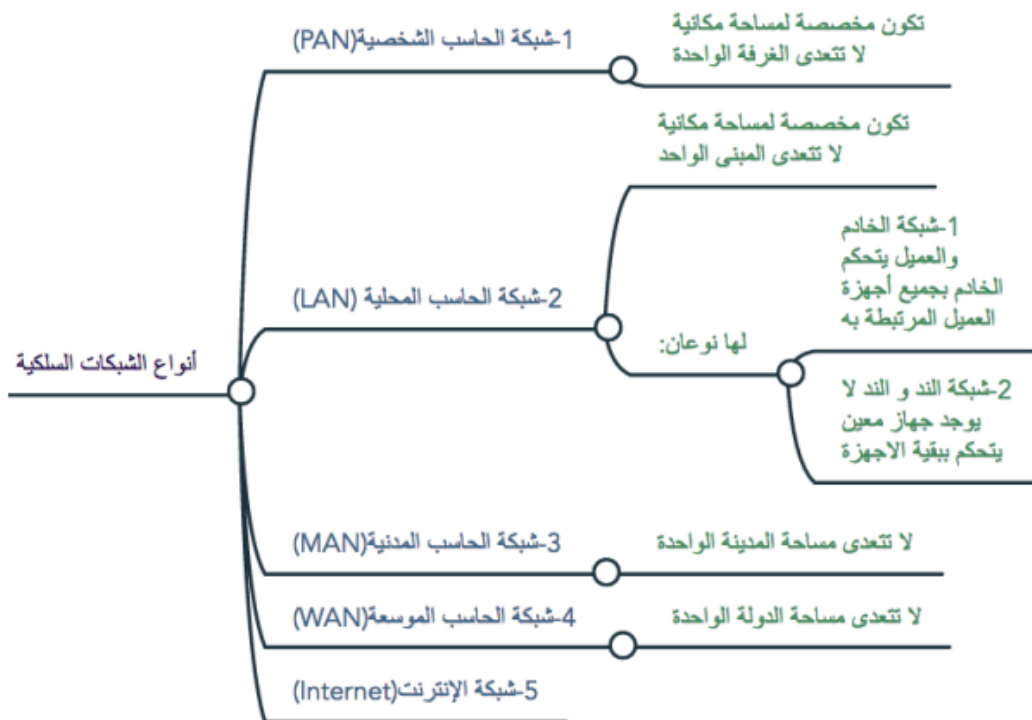 أنواع الشبكات السلكية
1-شبكة الحاسب الشخصية(PAN)
تكون مخصصة لمساحة مكانية
لا تتعدى الغرفة الواحدة
2-شبكة الحاسب المحلية (LAN)
تكون مخصصة لمساحة مكانية
لا تتعدى المبنى الواحد
لها نوعان:
1-شبكة الخادم
والعميل يتحكم
الخادم بجميع أجهزة
العميل المرتبطة به
2-شبكة الند و الند لا
يوجد جهاز معين
يتحكم ببقية الاجهزة
3-شبكة الحاسب المدنية(MAN)
لا تتعدى مساحة المدينة الواحدة
4-شبكة الحاسب الموسعة(WAN)
لا تتعدى مساحة الدولة الواحدة
5-شبكة الإنترنت(Internet)